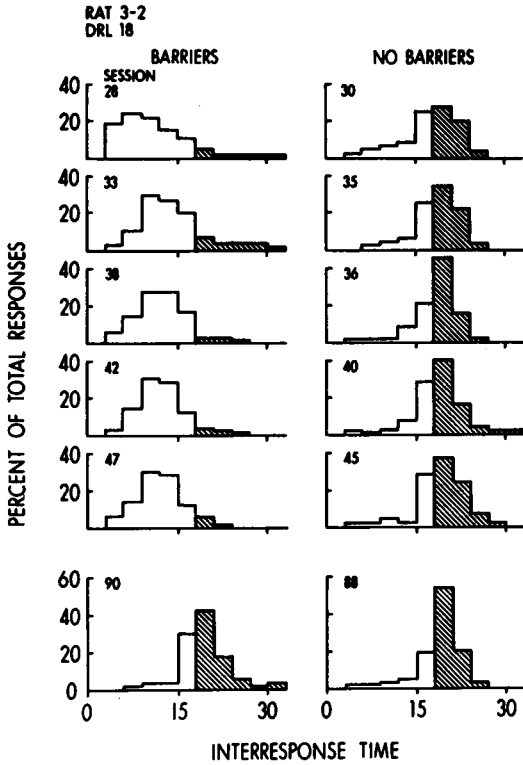 RAT 3-2
DRL 18
BARRIERS
NO BARRIERS
PERCENT OF TOTAL RESPONSES
SESSION
28
40
20
30
33
40
20
35
38
40
20
36
42
40
20
40
47
40
20
45
90
60
40
20
0
88
0 15 30
0 15 30
INTERRESPONSE TIME